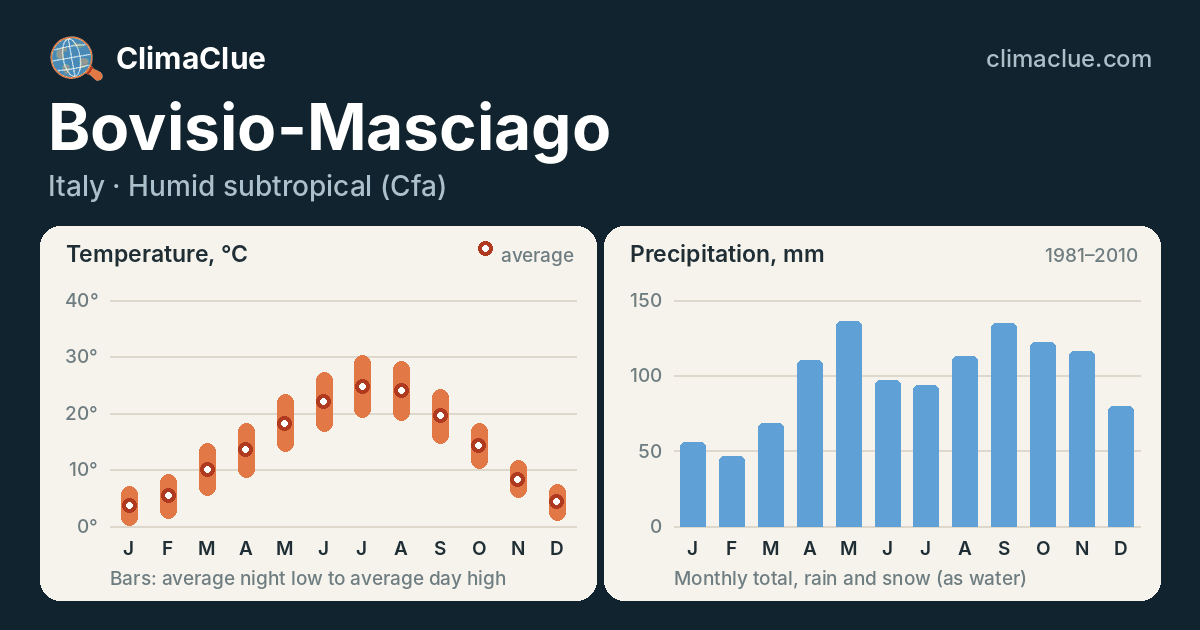 ClimaClue
climaclue.com
Bovisio-Masciago
Italy · Humid subtropical (Cfa)
Temperature, °C
average
40°
30°
20°
10°
0°
J F M A M J J A S O N D
Bars: average night low to average day high
Precipitation, mm
1981–2010
150
100
50
0
J F M A M J J A S O N D
Monthly total, rain and snow (as water)